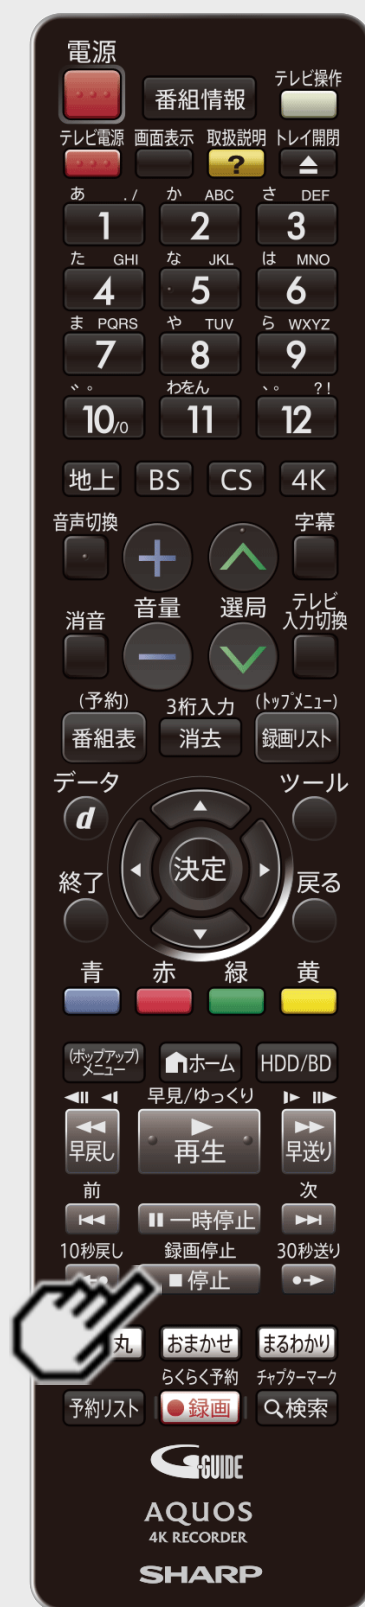 電源
番組情報
テレビ操作
テレビ電源 画面表示 取扱説明 トレイ開閉
?
あ ./ か ABC さ DEF
1 2 3
た GHI な JKL は MNO
4 5 6
ま PQRS や TUV ら WXYZ
7 8 9
゛゜ わをん 、。 ?!
10/0 11 12
地上 BS CS 4K
音声切換 字幕
消音 音量 選局 テレビ
入力切換
(予約) 3桁入力 (トップメニュー)
番組表 消去 録画リスト
データ ツール
d
決定
終了 戻る
青 赤 緑 黄
(ポップアップ)
メニュー ホーム HDD/BD
早見/ゆっくり
早戻し 再生 早送り
前 次
一時停止
10秒戻し 録画停止 30秒送り
停止
丸 おまかせ まるわかり
らくらく予約 チャプターマーク
予約リスト 録画 検索
G-GUIDE
AQUOS
4K RECORDER
SHARP